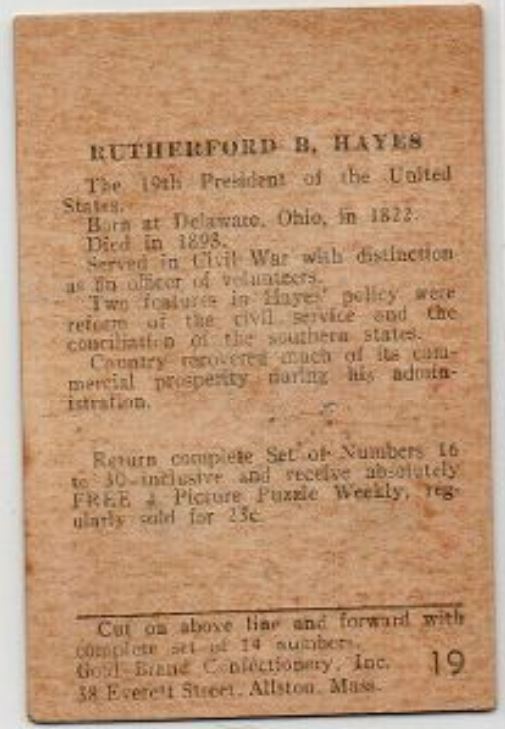 RUTHERFORD B. HAYES
The 19th President of the United
States.
Born at Delaware, Ohio, in 1822.
Died in 1893.
Served in Civil War with distinction
as an officer of volunteers.
Two features in Hayes' policy were
reform of the civil service and the
conciliation of the southern states.
Country recovered much of its com-
mercial prosperity during his admin-
istration.
Return complete Set of Numbers 16
to 30 inclusive and receive absolutely
FREE a Picture Puzzle Weekly, reg-
ularly sold for 25c.
Cut on above line and forward with
complete set of 14 numbers.
Goud Brand Confectionery, Inc.
38 Everett Street, Allston, Mass.
19